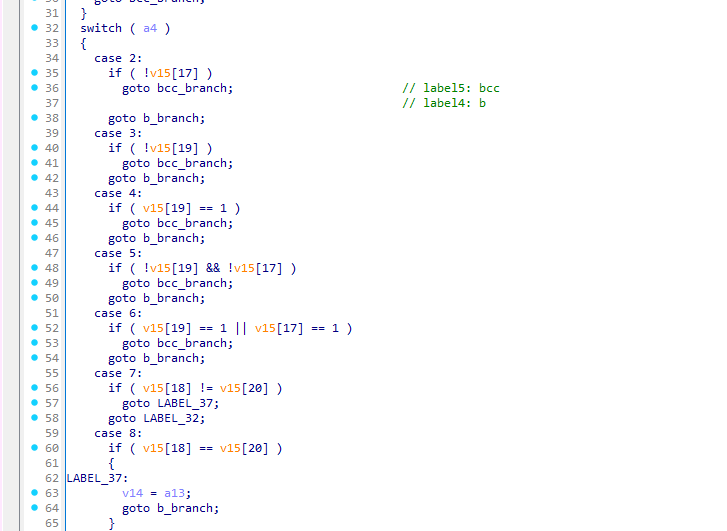 31 }
32 switch ( a4 )
33 {
34 case 2:
35 if ( !v15[17] )
36 goto bcc_branch; // label5: bcc
37 // label4: b
38 goto b_branch;
39 case 3:
40 if ( !v15[19] )
41 goto bcc_branch;
42 goto b_branch;
43 case 4:
44 if ( v15[19] == 1 )
45 goto bcc_branch;
46 goto b_branch;
47 case 5:
48 if ( !v15[19] && !v15[17] )
49 goto bcc_branch;
50 goto b_branch;
51 case 6:
52 if ( v15[19] == 1 || v15[17] == 1 )
53 goto bcc_branch;
54 goto b_branch;
55 case 7:
56 if ( v15[18] != v15[20] )
57 goto LABEL_37;
58 goto LABEL_32;
59 case 8:
60 if ( v15[18] == v15[20] )
61 {
62 LABEL_37:
63 v14 = a13;
64 goto b_branch;
65 }